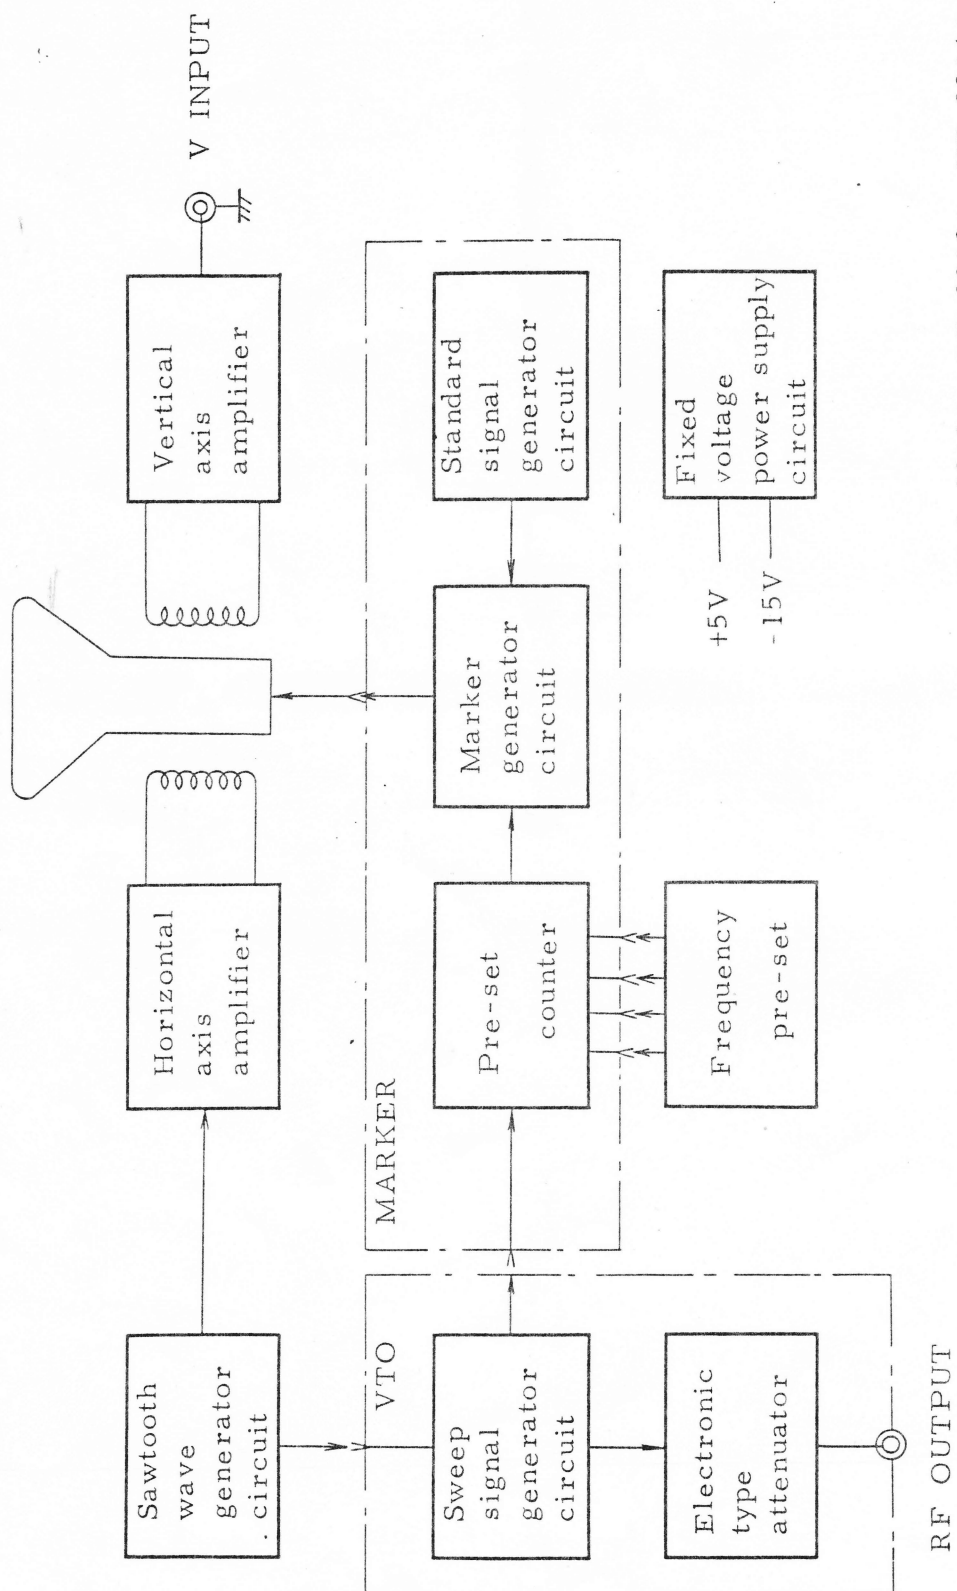 Sawtooth
wave
generator
circuit
Horizontal
axis
amplifier
Vertical
axis
amplifier
V INPUT
VTO
MARKER
Sweep
signal
generator
circuit
Pre-set
counter
Marker
generator
circuit
Standard
signal
generator
circuit
Electronic
type
attenuator
Frequency
pre-set
Fixed
voltage
power supply
circuit
+5V
-15V
RF OUTPUT